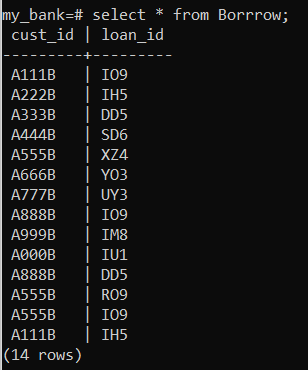 my_bank=# select * from Borrrow;
 cust_id | loan_id
---------+---------
 A111B   | IO9
 A222B   | IH5
 A333B   | DD5
 A444B   | SD6
 A555B   | XZ4
 A666B   | YO3
 A777B   | UY3
 A888B   | IO9
 A999B   | IM8
 A000B   | IU1
 A888B   | DD5
 A555B   | RO9
 A555B   | IO9
 A111B   | IH5
(14 rows)